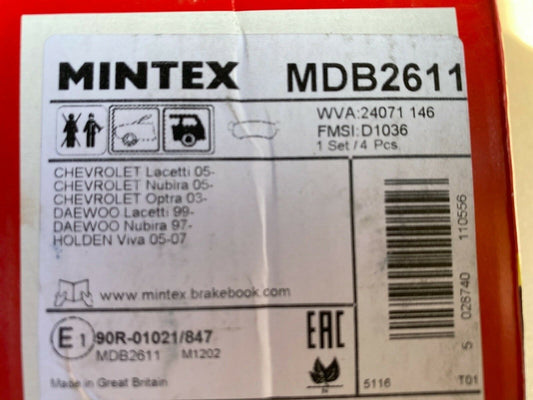 MINTEX MDB2611
WVA:24071 146
FMSI:D1036
1 Set / 4 Pcs.
CHEVROLET Lacetti 05-
CHEVROLET Nubira 05-
CHEVROLET Optra 03-
DAEWOO Lacetti 99-
DAEWOO Nubira 97-
HOLDEN Viva 05-07
www.mintex.brakebook.com
E1 90R-01021/847
MDB2611 M1202
EAC
Made in Great Britain
5 028740 110556
5116 T01